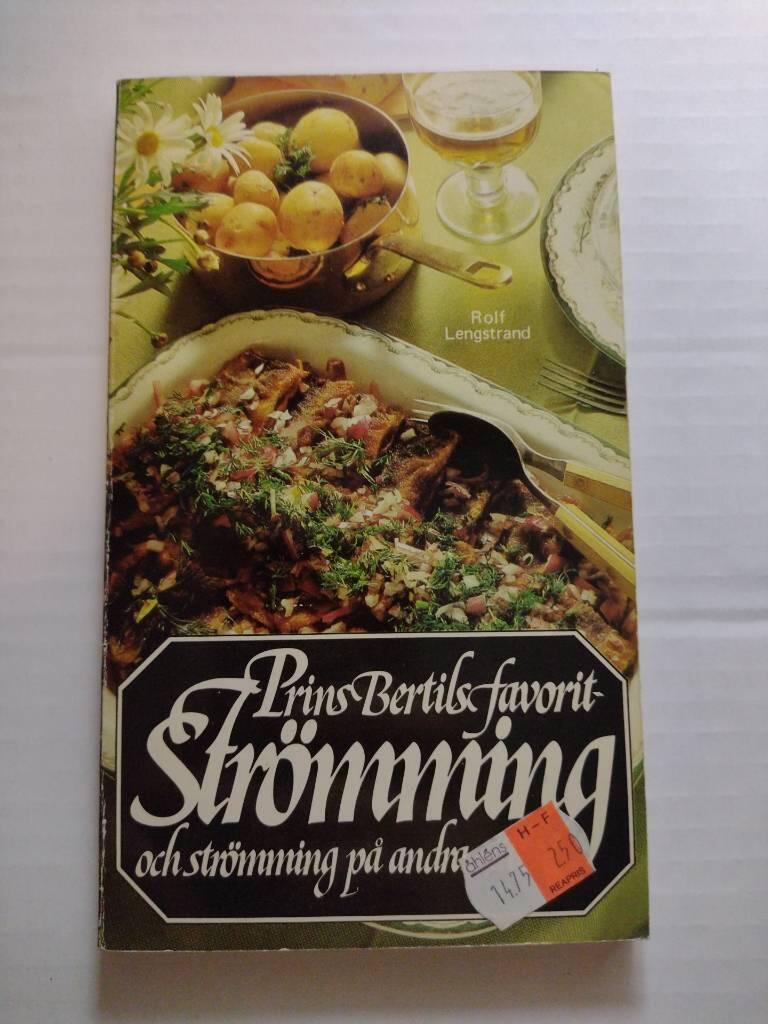 Rolf
Lengstrand
Prins Bertils favorit-
Strömming
och strömming på andra
åhléns
H-F
14.75
2.50
REAPRIS